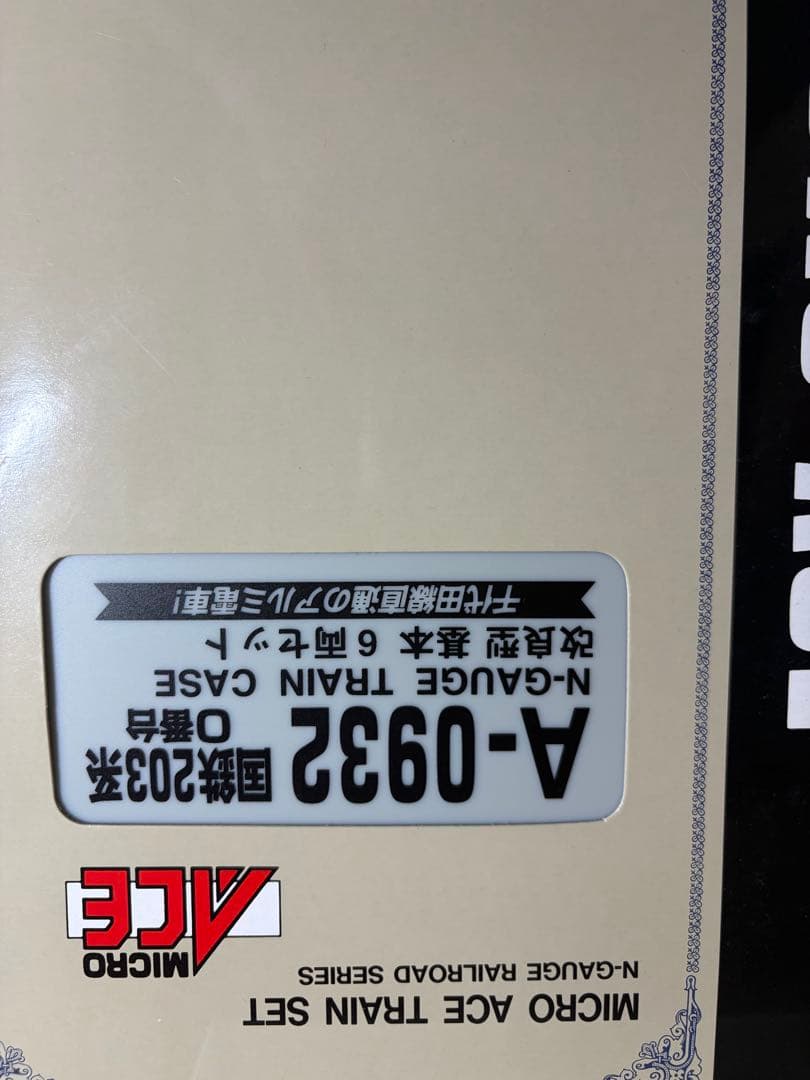 MICRO ACE TRAIN SET
N-GAUGE RAILROAD SERIES
MICRO
ACE
A-0932 国鉄203系
0番台
N-GAUGE TRAIN CASE
改良型 基本 6両セット
千代田線直通のアルミ電車!